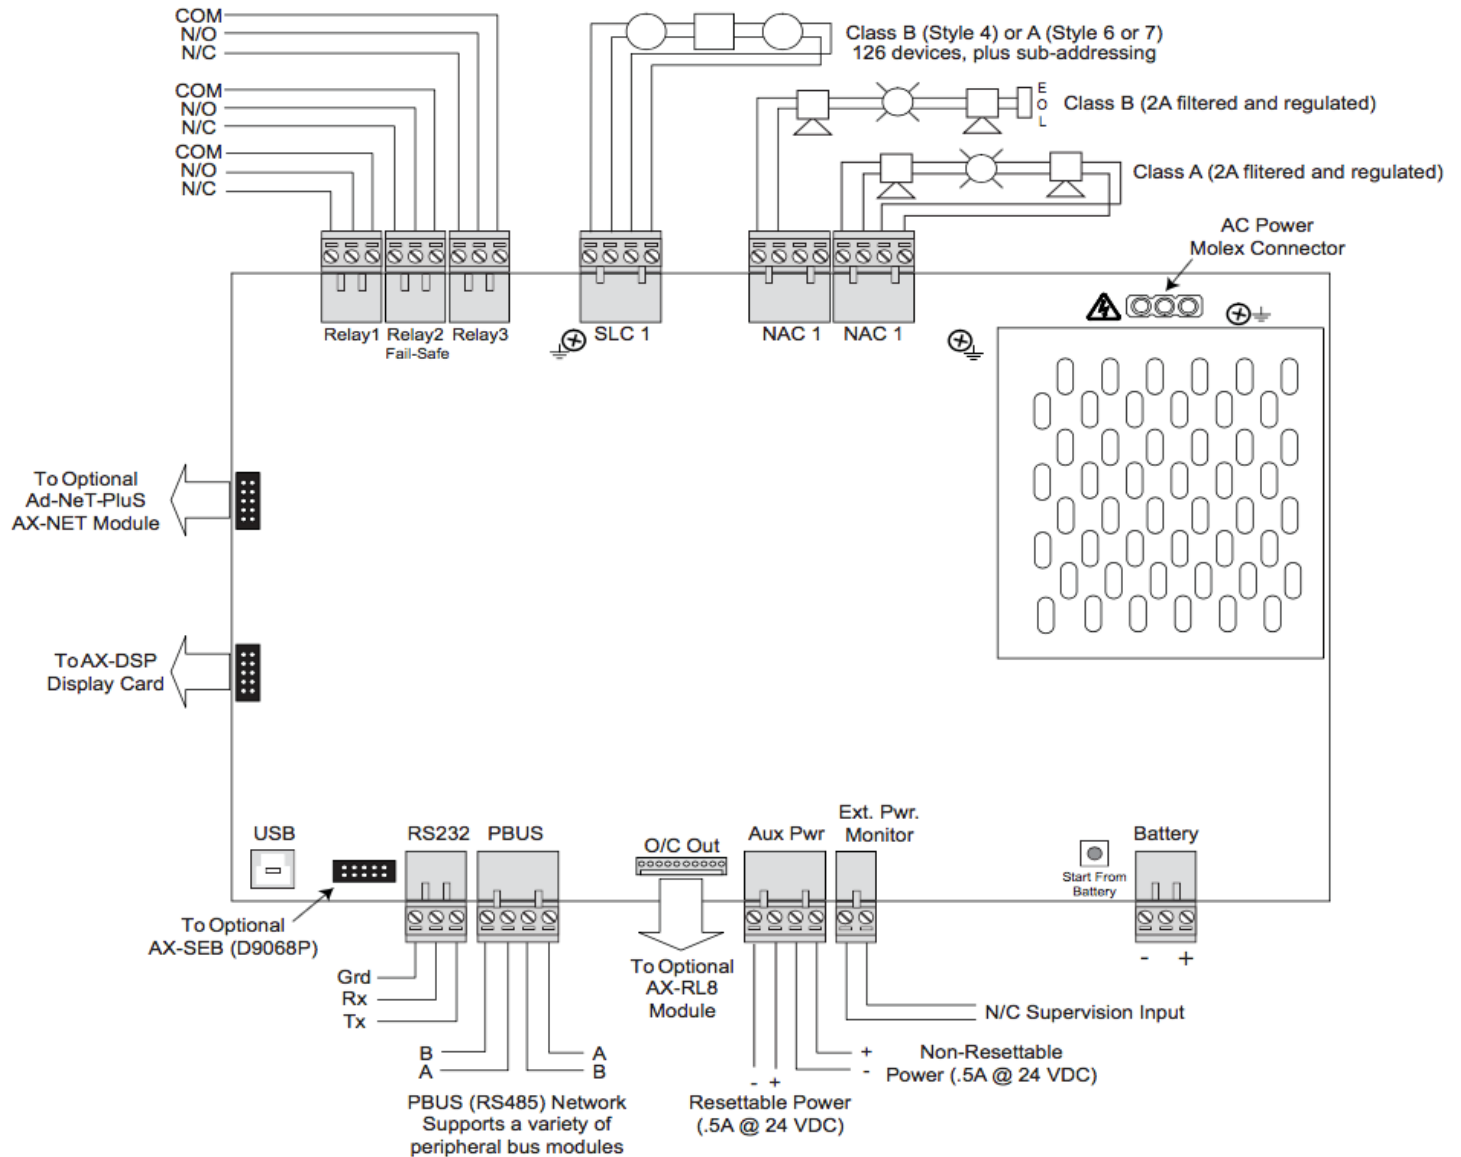 COM
N/O
N/C
COM
N/O
N/C
COM
N/O
N/C
Class B (Style 4) or A (Style 6 or 7)
126 devices, plus sub-addressing
E
O
L
Class B (2A filtered and regulated)
Class A (2A flitered and regulated)
AC Power
Molex Connector
Relay1 Relay2 Relay3
Fail-Safe
SLC 1
NAC 1 NAC 1
To Optional
Ad-NeT-PluS
AX-NET Module
To AX-DSP
Display Card
USB
RS232 PBUS
O/C Out
Aux Pwr
Ext. Pwr.
Monitor
Start From
Battery
Battery
To Optional
AX-SEB (D9068P)
Grd
Rx
Tx
B
A
A
B
PBUS (RS485) Network
Supports a variety of
peripheral bus modules
To Optional
AX-RL8
Module
- +
Resettable Power
(.5A @ 24 VDC)
+
-
Non-Resettable
Power (.5A @ 24 VDC)
N/C Supervision Input
- +